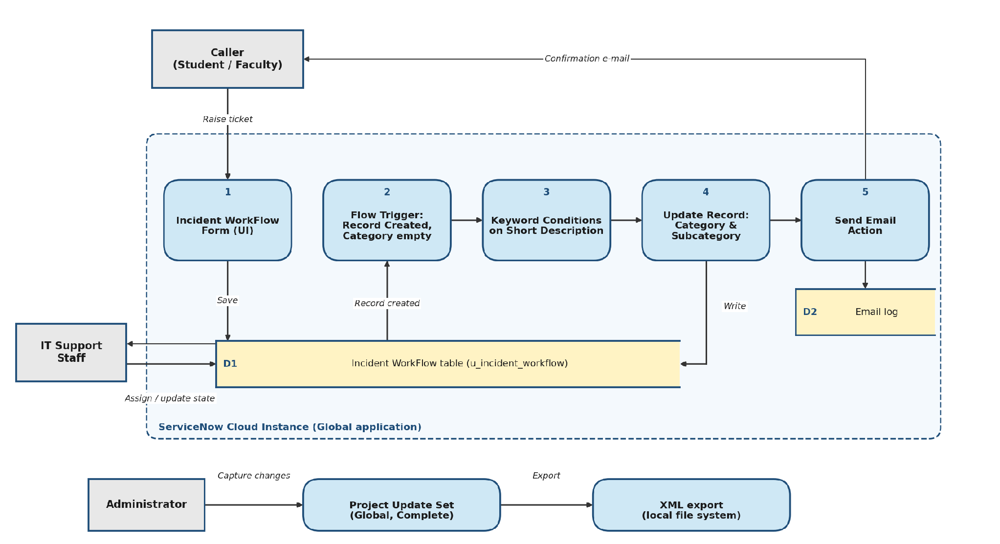 Caller
(Student / Faculty)
Confirmation e-mail
Raise ticket
1
Incident WorkFlow
Form (UI)
2
Flow Trigger:
Record Created,
Category empty
3
Keyword Conditions
on Short Description
4
Update Record:
Category &
Subcategory
5
Send Email
Action
Save
Record created
Write
D2 Email log
IT Support
Staff
D1 Incident WorkFlow table (u_incident_workflow)
Assign / update state
ServiceNow Cloud Instance (Global application)
Capture changes
Export
Administrator
Project Update Set
(Global, Complete)
XML export
(local file system)